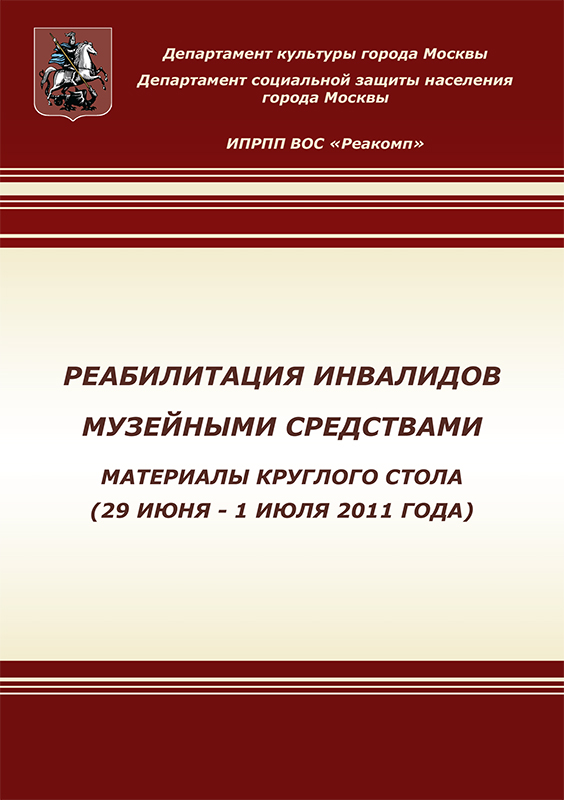 Департамент культуры города Москвы
Департамент социальной защиты населения
города Москвы
ИПРПП ВОС «Реакомп»
РЕАБИЛИТАЦИЯ ИНВАЛИДОВ
МУЗЕЙНЫМИ СРЕДСТВАМИ
МАТЕРИАЛЫ КРУГЛОГО СТОЛА
(29 ИЮНЯ - 1 ИЮЛЯ 2011 ГОДА)